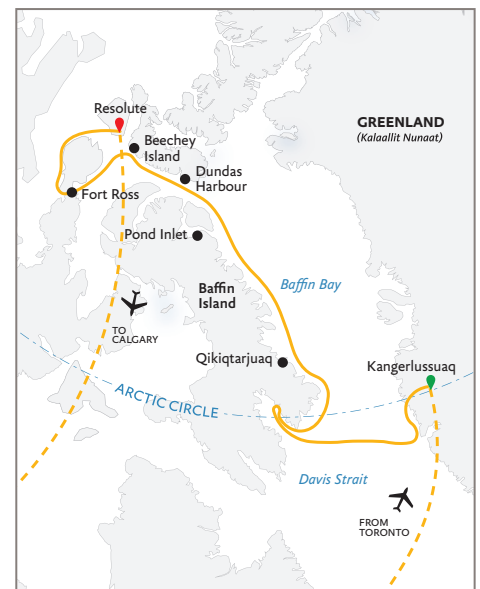 Resolute
GREENLAND
(Kalaallit Nunaat)
Beechey
Island
Dundas
Harbour
Fort Ross
Pond Inlet
Baffin
Island
Baffin Bay
TO
CALGARY
Qikiqtarjuaq
Kangerlussuaq
ARCTIC CIRCLE
Davis Strait
FROM
TORONTO